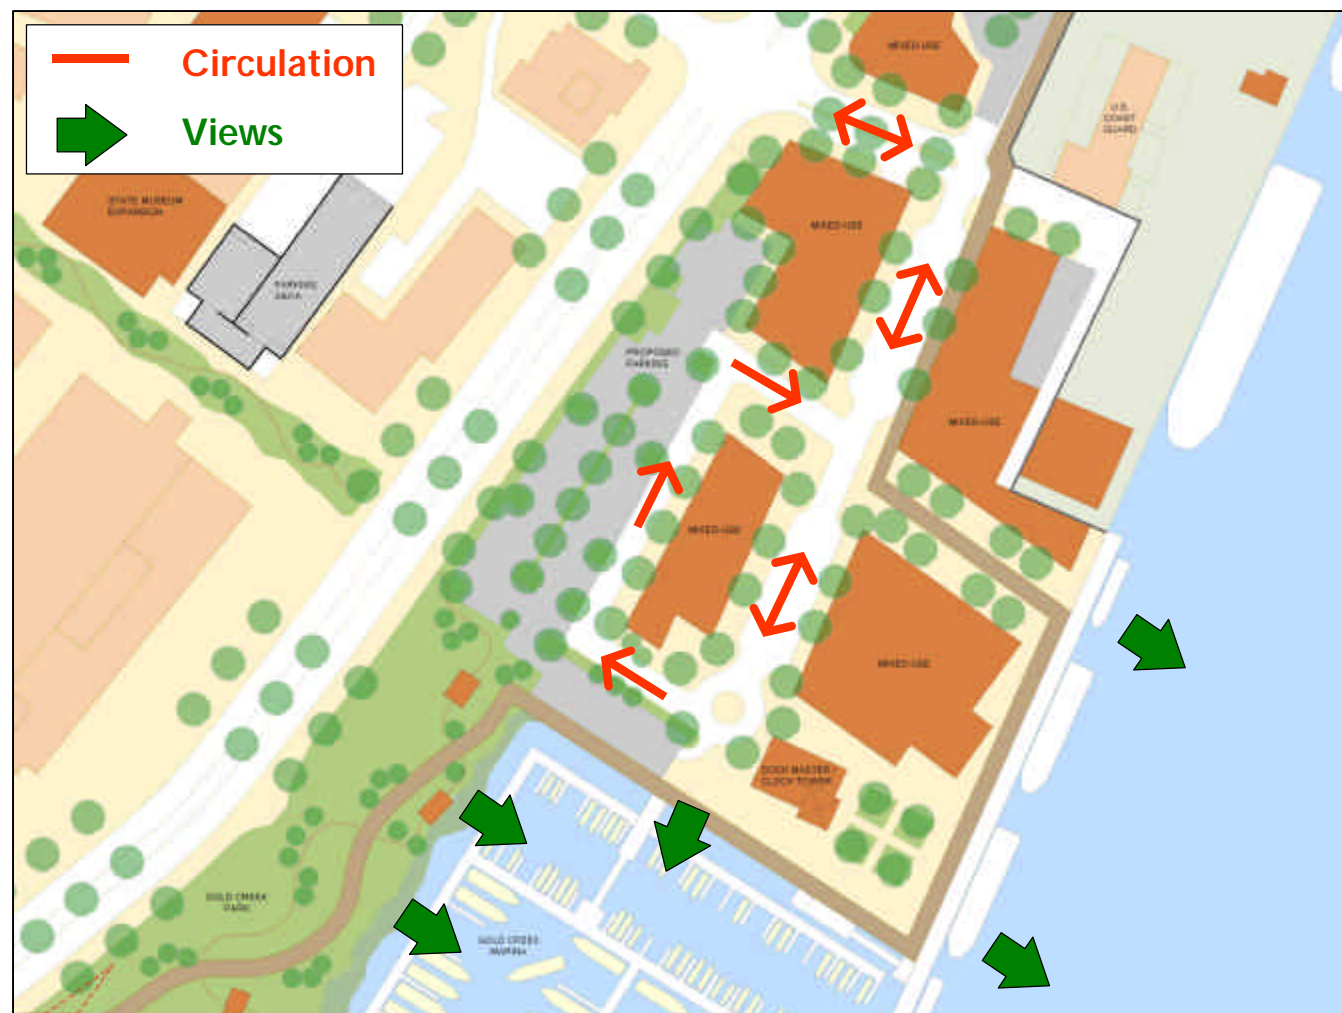 Circulation
Views
MIXED-USE
U.S.
COAST
GUARD
STATE MUSEUM
EXPANSION
MIXED-USE
PARKING
PROPOSED
PARKING
MIXED-USE
MIXED-USE
MIXED-USE
DOCK MASTER
CLOCK TOWER
GOLD CREEK
PARK
GOLD CREEK
MARINA